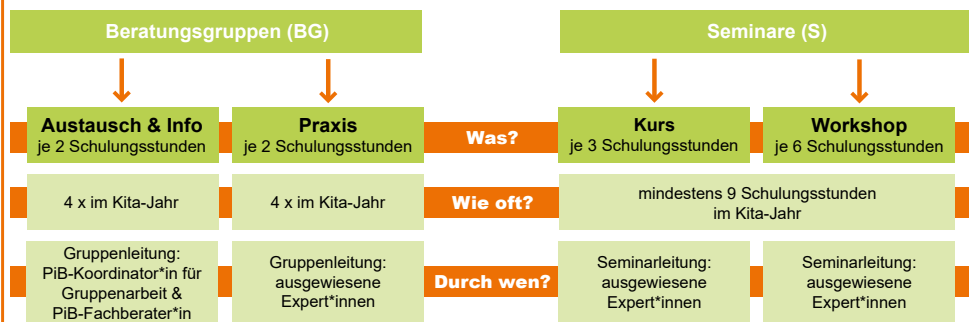 Beratungsgruppen (BG)
Seminare (S)
Austausch & Info
je 2 Schulungsstunden
Praxis
je 2 Schulungsstunden
Was?
Kurs
je 3 Schulungsstunden
Workshop
je 6 Schulungsstunden
4 x im Kita-Jahr
4 x im Kita-Jahr
Wie oft?
mindestens 9 Schulungsstunden
im Kita-Jahr
Gruppenleitung:
PiB-Koordinator*in für
Gruppenarbeit &
PiB-Fachberater*in
Gruppenleitung:
ausgewiesene
Expert*innen
Durch wen?
Seminarleitung:
ausgewiesene
Expert*innen
Seminarleitung:
ausgewiesene
Expert*innen